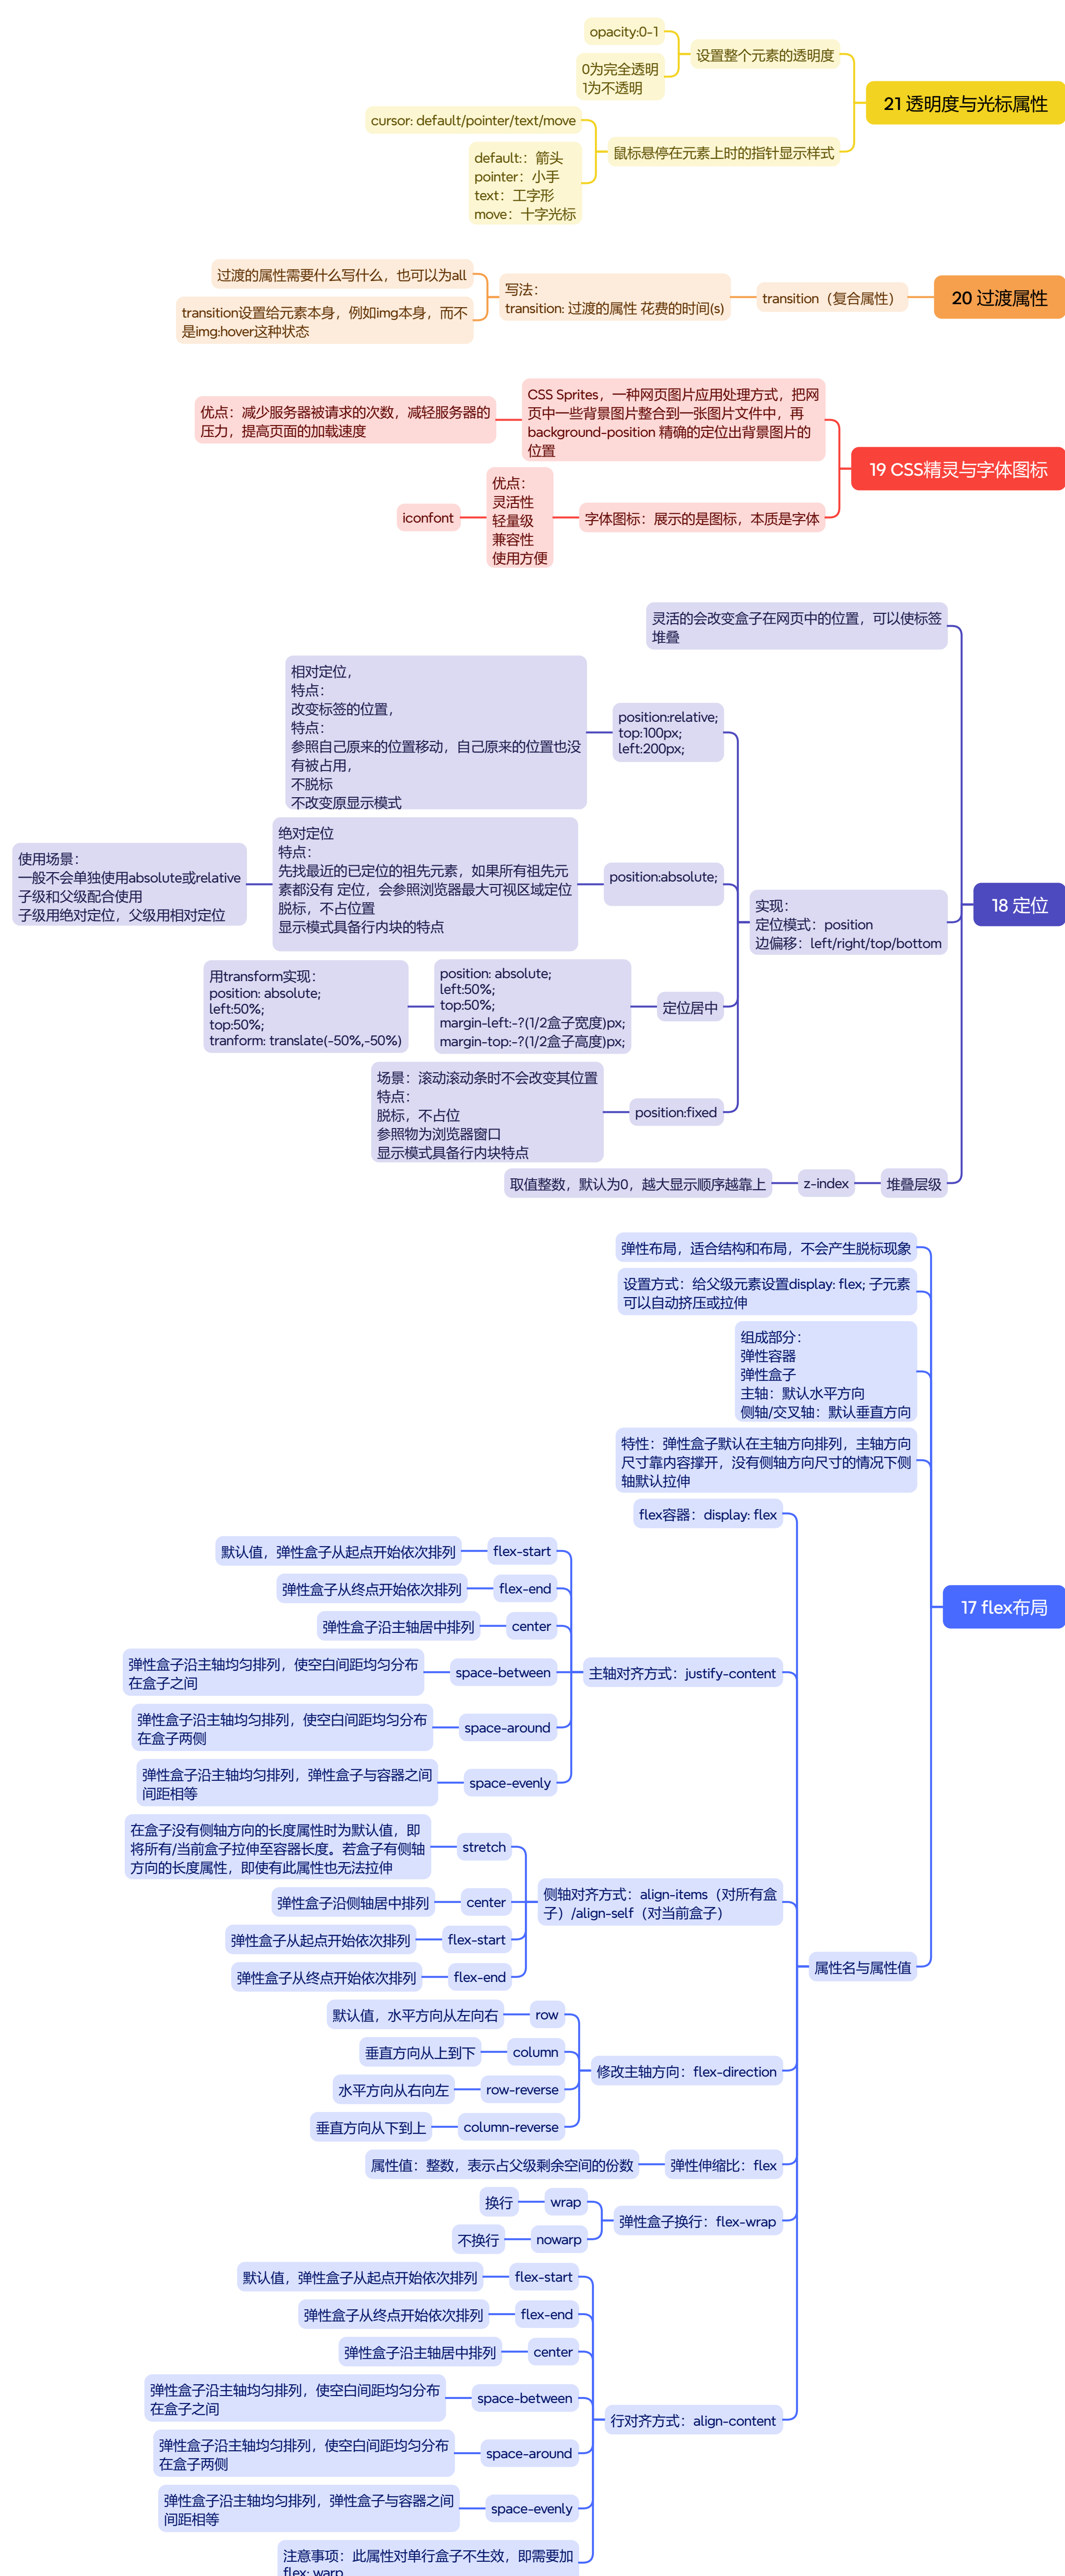 opacity:0-1
0为完全透明
1为不透明
设置整个元素的透明度
21 透明度与光标属性
cursor: default/pointer/text/move
default:：箭头
pointer：小手
text：工字形
move：十字光标
鼠标悬停在元素上时的指针显示样式
过渡的属性需要什么写什么，也可以为all
transition设置给元素本身，例如img本身，而不
是img:hover这种状态
写法：
transition: 过渡的属性 花费的时间(s)
transition（复合属性）
20 过渡属性
优点：减少服务器被请求的次数，减轻服务器的
压力，提高页面的加载速度
CSS Sprites，一种网页图片应用处理方式，把网
页中一些背景图片整合到一张图片文件中，再
background-position 精确的定位出背景图片的
位置
19 CSS精灵与字体图标
iconfont
优点：
灵活性
轻量级
兼容性
使用方便
字体图标：展示的是图标，本质是字体
灵活的会改变盒子在网页中的位置，可以使标签
堆叠
相对定位，
特点：
改变标签的位置，
特点：
参照自己原来的位置移动，自己原来的位置也没
有被占用，
不脱标
不改变原显示模式
position:relative;
top:100px;
left:200px;
使用场景：
一般不会单独使用absolute或relative
子级和父级配合使用
子级用绝对定位，父级用相对定位
绝对定位
特点：
先找最近的已定位的祖先元素，如果所有祖先元
素都没有 定位，会参照浏览器最大可视区域定位
脱标，不占位置
显示模式具备行内块的特点
position:absolute;
实现：
定位模式：position
边偏移：left/right/top/bottom
18 定位
用transform实现：
position: absolute;
left:50%;
top:50%;
tranform: translate(-50%,-50%)
position: absolute;
left:50%;
top:50%;
margin-left:-?(1/2盒子宽度)px;
margin-top:-?(1/2盒子高度)px;
定位居中
场景：滚动滚动条时不会改变其位置
特点：
脱标，不占位
参照物为浏览器窗口
显示模式具备行内块特点
position:fixed
取值整数，默认为0，越大显示顺序越靠上
z-index
堆叠层级
弹性布局，适合结构和布局，不会产生脱标现象
设置方式：给父级元素设置display: flex; 子元素
可以自动挤压或拉伸
组成部分：
弹性容器
弹性盒子
主轴：默认水平方向
侧轴/交叉轴：默认垂直方向
特性：弹性盒子默认在主轴方向排列，主轴方向
尺寸靠内容撑开，没有侧轴方向尺寸的情况下侧
轴默认拉伸
flex容器：display: flex
17 flex布局
默认值，弹性盒子从起点开始依次排列
flex-start
弹性盒子从终点开始依次排列
flex-end
弹性盒子沿主轴居中排列
center
弹性盒子沿主轴均匀排列，使空白间距均匀分布
在盒子之间
space-between
主轴对齐方式：justify-content
弹性盒子沿主轴均匀排列，使空白间距均匀分布
在盒子两侧
space-around
弹性盒子沿主轴均匀排列，弹性盒子与容器之间
间距相等
space-evenly
在盒子没有侧轴方向的长度属性时为默认值，即
将所有/当前盒子拉伸至容器长度。若盒子有侧轴
方向的长度属性，即使有此属性也无法拉伸
stretch
弹性盒子沿侧轴居中排列
center
侧轴对齐方式：align-items（对所有盒
子）/align-self（对当前盒子）
弹性盒子从起点开始依次排列
flex-start
弹性盒子从终点开始依次排列
flex-end
属性名与属性值
默认值，水平方向从左向右
row
垂直方向从上到下
column
修改主轴方向：flex-direction
水平方向从右向左
row-reverse
垂直方向从下到上
column-reverse
属性值：整数，表示占父级剩余空间的份数
弹性伸缩比：flex
换行
wrap
弹性盒子换行：flex-wrap
不换行
nowarp
默认值，弹性盒子从起点开始依次排列
flex-start
弹性盒子从终点开始依次排列
flex-end
弹性盒子沿主轴居中排列
center
弹性盒子沿主轴均匀排列，使空白间距均匀分布
在盒子之间
space-between
行对齐方式：align-content
弹性盒子沿主轴均匀排列，使空白间距均匀分布
在盒子两侧
space-around
弹性盒子沿主轴均匀排列，弹性盒子与容器之间
间距相等
space-evenly
注意事项：此属性对单行盒子不生效，即需要加
flex: warp